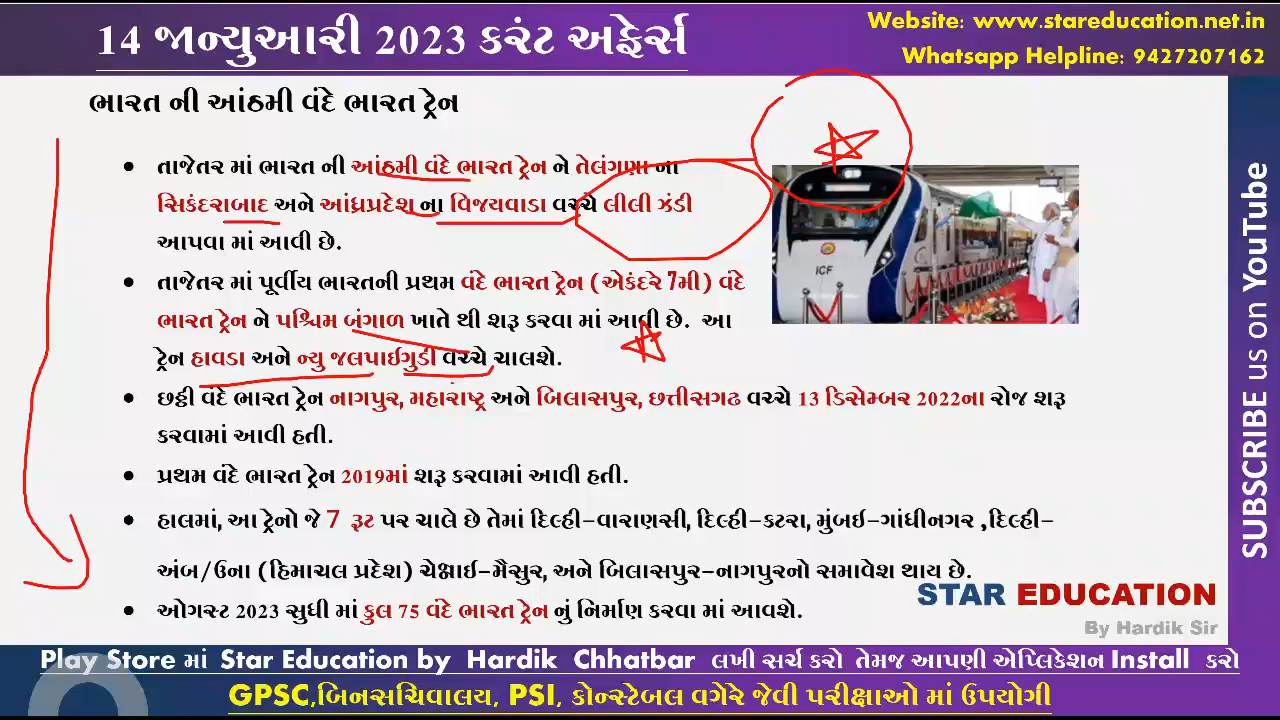 14 જાન્યુઆરી 2023 કરંટ અફેર્સ
Website: www.stareducation.net.in
Whatsapp Helpline: 9427207162
ભારત ની આંઠમી વંદે ભારત ટ્રેન
• તાજેતર માં ભારત ની આંઠમી વંદે ભારત ટ્રેન ને તેલંગણા ના
સિકંદરાબાદ અને આંધ્રપ્રદેશ ના વિજયવાડા વચ્ચે લીલી ઝંડી
આપવા માં આવી છે.
• તાજેતર માં પૂર્વીય ભારતની પ્રથમ વંદે ભારત ટ્રેન (એકંદરે 7મી) વંદે
ભારત ટ્રેન ને પશ્ચિમ બંગાળ ખાતે થી શરૂ કરવા માં આવી છે. આ
ટ્રેન હાવડા અને ન્યુ જલપાઈગુડી વચ્ચે ચાલશે.
• છઠ્ઠી વંદે ભારત ટ્રેન નાગપુર, મહારાષ્ટ્ર અને બિલાસપુર, છત્તીસગઢ વચ્ચે 13 ડિસેમ્બર 2022ના રોજ શરૂ
કરવામાં આવી હતી.
• પ્રથમ વંદે ભારત ટ્રેન 2019માં શરૂ કરવામાં આવી હતી.
• હાલમાં, આ ટ્રેનો જે 7 રૂટ પર ચાલે છે તેમાં દિલ્હી-વારાણસી, દિલ્હી-કટરા, મુંબઈ-ગાંધીનગર ,દિલ્હી-
અંબ/ઉના (હિમાચલ પ્રદેશ) ચેન્નાઈ-મૈસુર, અને બિલાસપુર-નાગપુરનો સમાવેશ થાય છે.
• ઓગસ્ટ 2023 સુધી માં કુલ 75 વંદે ભારત ટ્રેન નું નિર્માણ કરવા માં આવશે.
ICF
SUBSCRIBE us on YouTube
STAR EDUCATION
By Hardik Sir
Play Store માં Star Education by Hardik Chhatbar લખી સર્ચ કરો તેમજ આપણી એપ્લિકેશન Install કરો
GPSC,બિનસચિવાલય, PSI, કોન્સ્ટેબલ વગેરે જેવી પરીક્ષાઓ માં ઉપયોગી